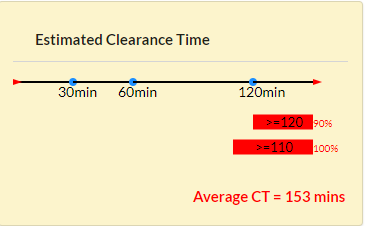 Estimated Clearance Time
30min 60min 120min
>=120 90%
>=110 100%
Average CT = 153 mins